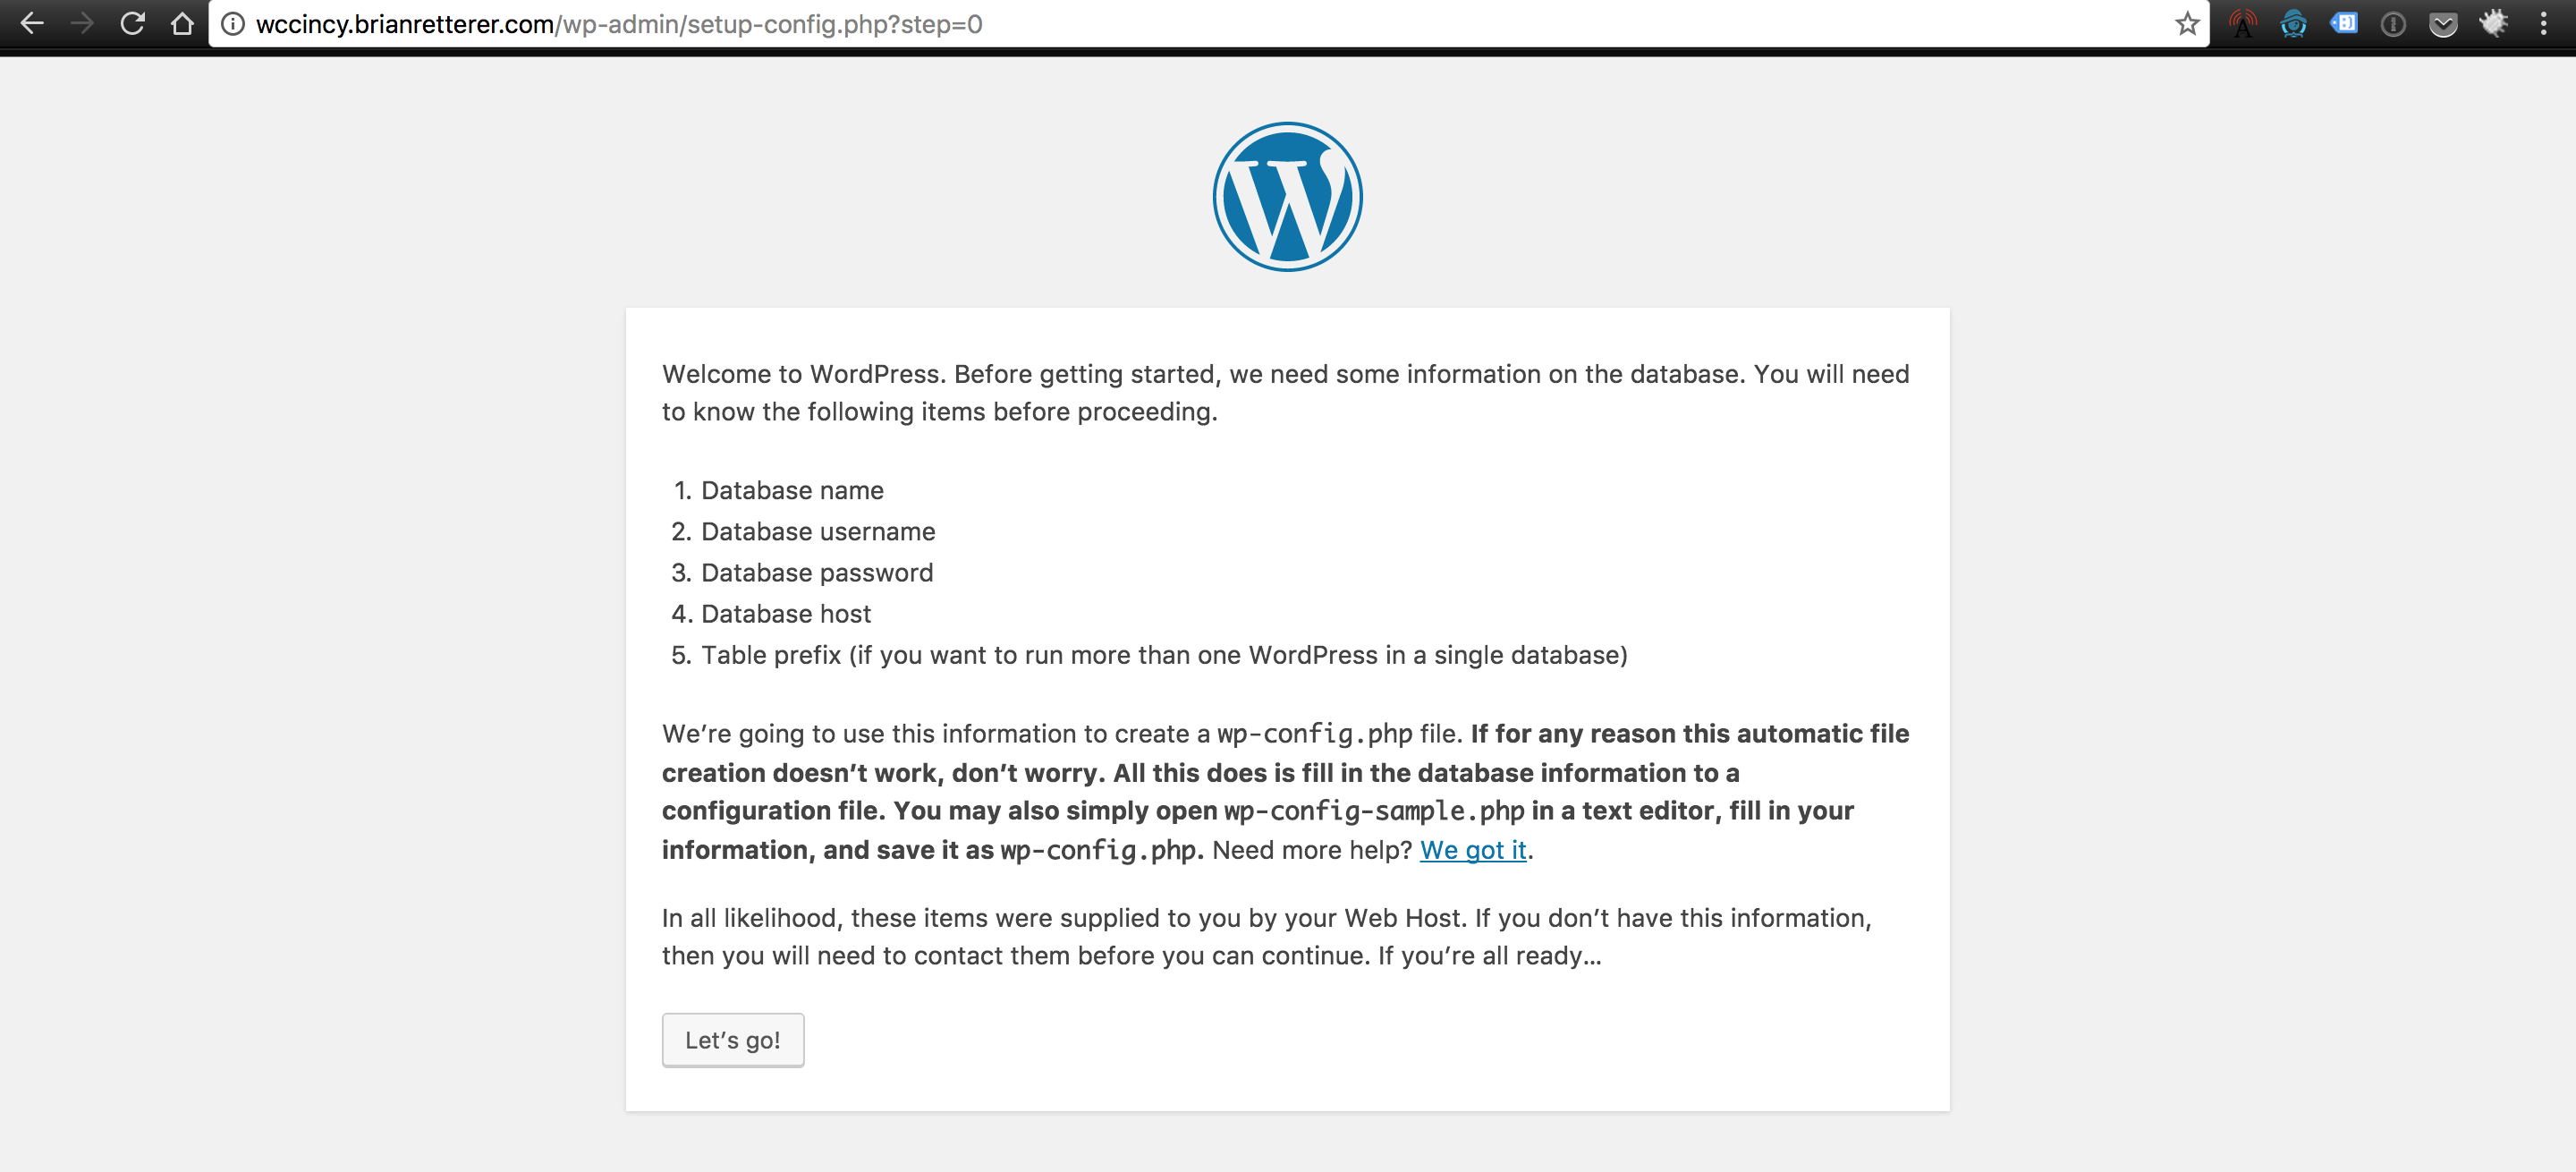 wccincy.brianretterer.com/wp-admin/setup-config.php?step=0
Welcome to WordPress. Before getting started, we need some information on the database. You will need
to know the following items before proceeding.
1. Database name
2. Database username
3. Database password
4. Database host
5. Table prefix (if you want to run more than one WordPress in a single database)
We’re going to use this information to create a wp-config.php file. If for any reason this automatic file
creation doesn’t work, don’t worry. All this does is fill in the database information to a
configuration file. You may also simply open wp-config-sample.php in a text editor, fill in your
information, and save it as wp-config.php. Need more help? We got it.
In all likelihood, these items were supplied to you by your Web Host. If you don’t have this information,
then you will need to contact them before you can continue. If you’re all ready…
Let’s go!